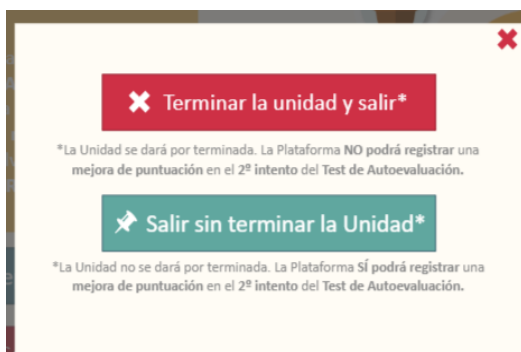 Terminar la unidad y salir*
*La Unidad se dará por terminada. La Plataforma NO podrá registrar una
mejora de puntuación en el 2º intento del Test de Autoevaluación.
Salir sin terminar la Unidad*
*La Unidad no se dará por terminada. La Plataforma SÍ podrá registrar una
mejora de puntuación en el 2º intento del Test de Autoevaluación.